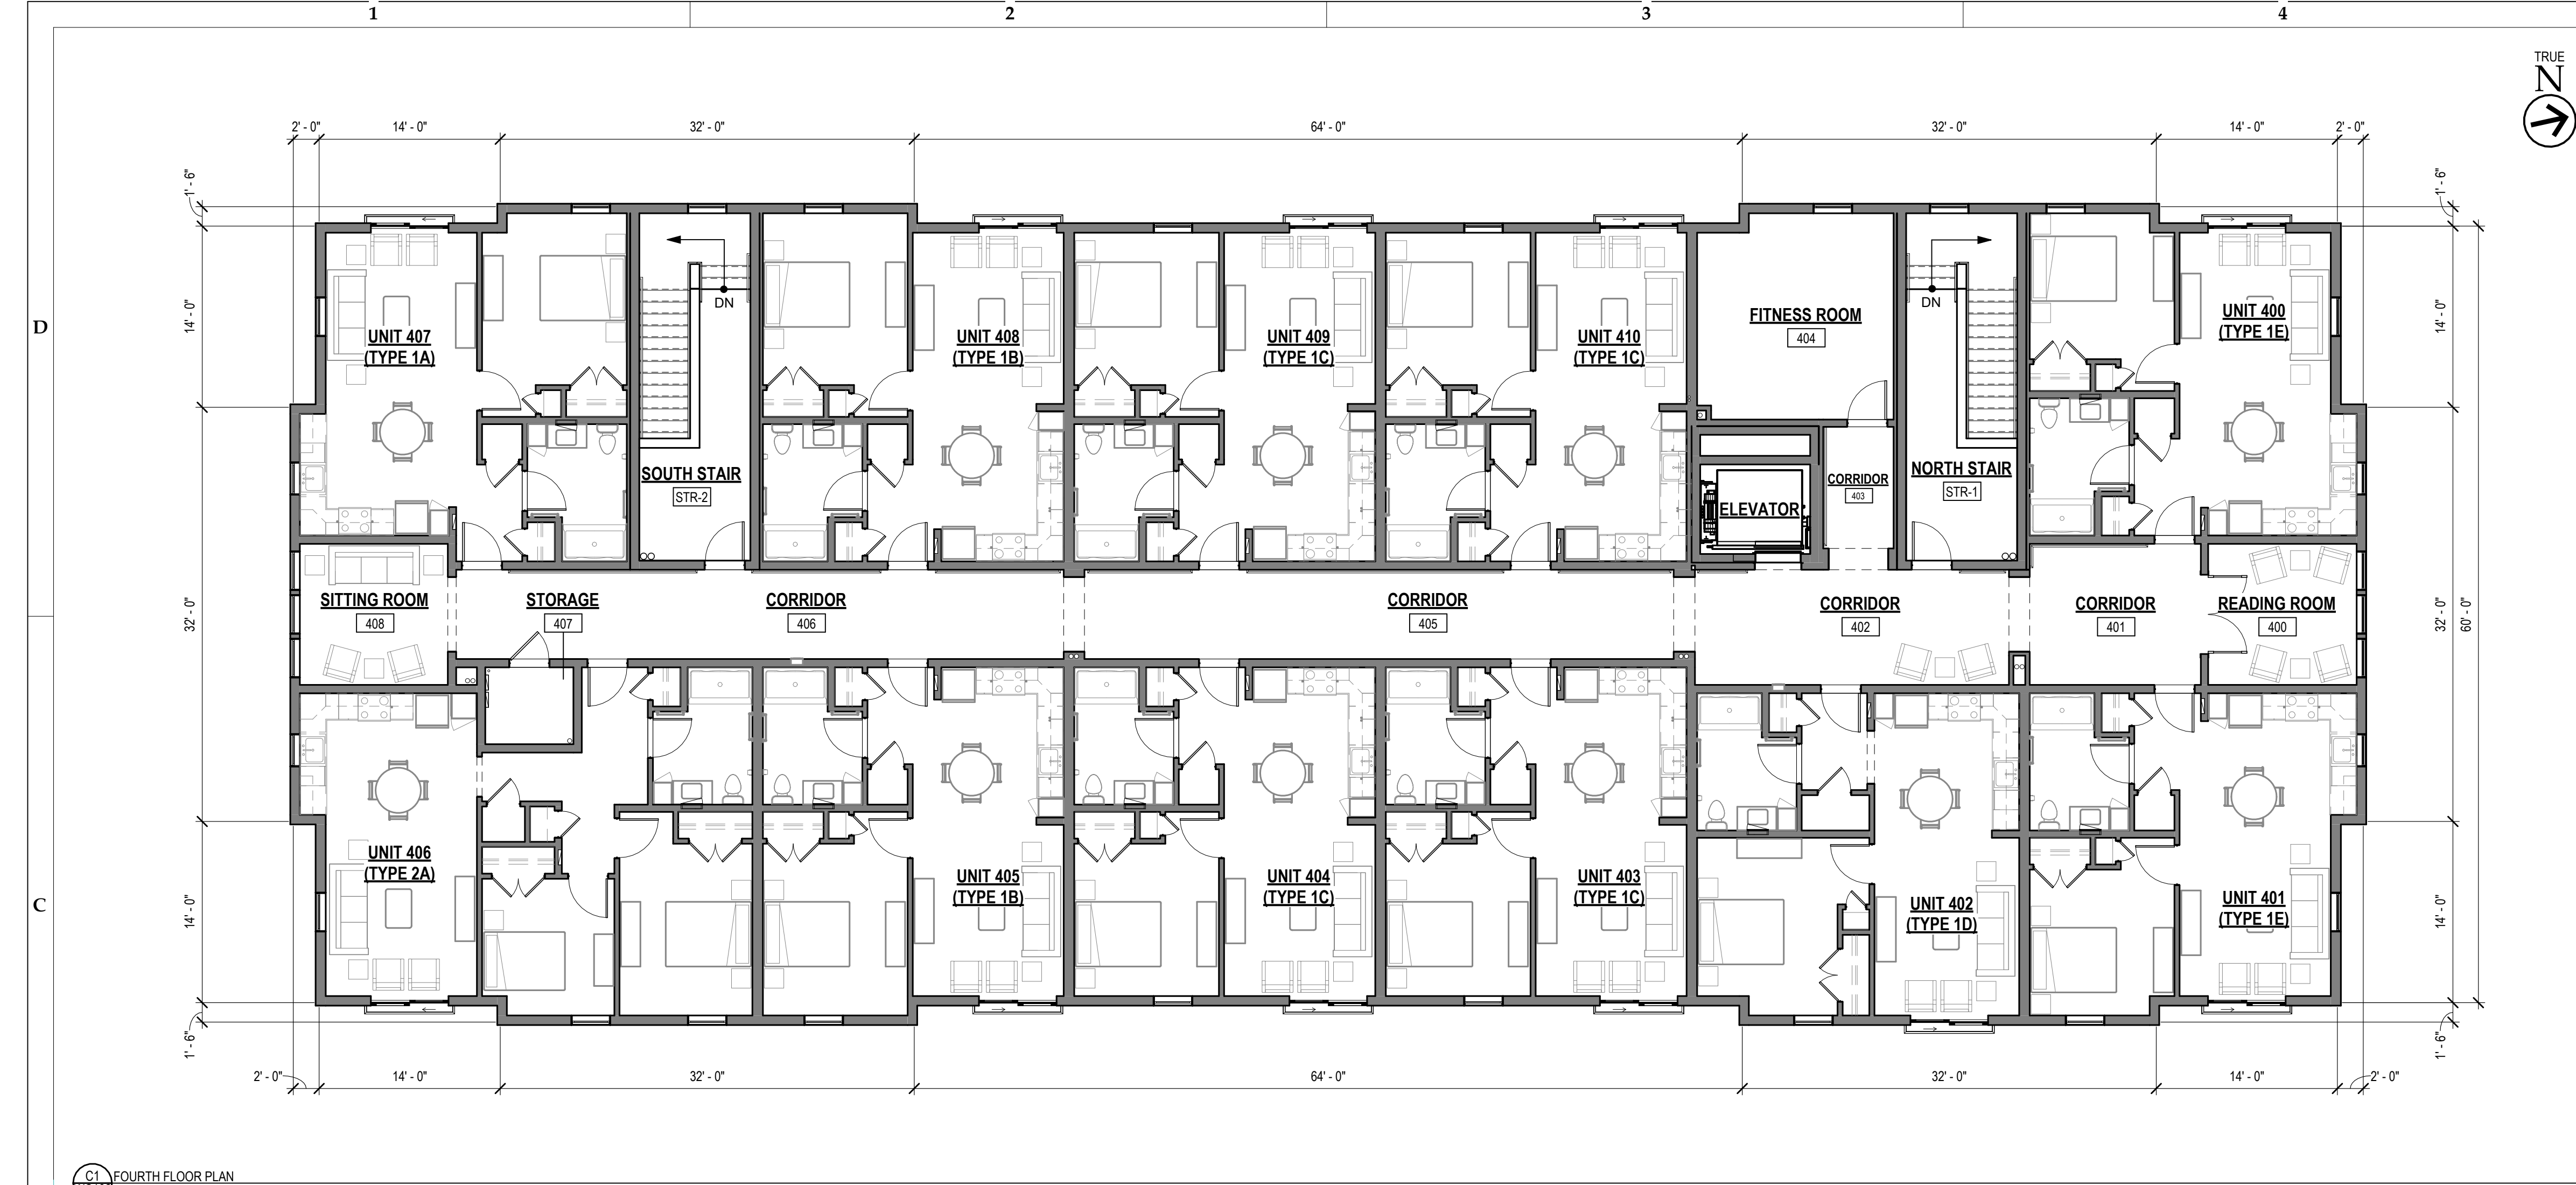 1
2
3
4
TRUE
N
2' - 0"
14' - 0"
32' - 0"
64' - 0"
32' - 0"
14' - 0"
2' - 0"
1' - 6"
1' - 6"
D
14' - 0"
14' - 0"
UNIT 407
(TYPE 1A)
DN
UNIT 408
(TYPE 1B)
UNIT 409
(TYPE 1C)
UNIT 410
(TYPE 1C)
FITNESS ROOM
404
DN
UNIT 400
(TYPE 1E)
SOUTH STAIR
STR-2
ELEVATOR
CORRIDOR
403
NORTH STAIR
STR-1
32' - 0"
32' - 0"
60' - 0"
SITTING ROOM
408
STORAGE
407
CORRIDOR
406
CORRIDOR
405
CORRIDOR
402
CORRIDOR
401
READING ROOM
400
C
14' - 0"
14' - 0"
UNIT 406
(TYPE 2A)
UNIT 405
(TYPE 1B)
UNIT 404
(TYPE 1C)
UNIT 403
(TYPE 1C)
UNIT 402
(TYPE 1D)
UNIT 401
(TYPE 1E)
1' - 6"
1' - 6"
2' - 0"
14' - 0"
32' - 0"
64' - 0"
32' - 0"
14' - 0"
2' - 0"
C1
FOURTH FLOOR PLAN